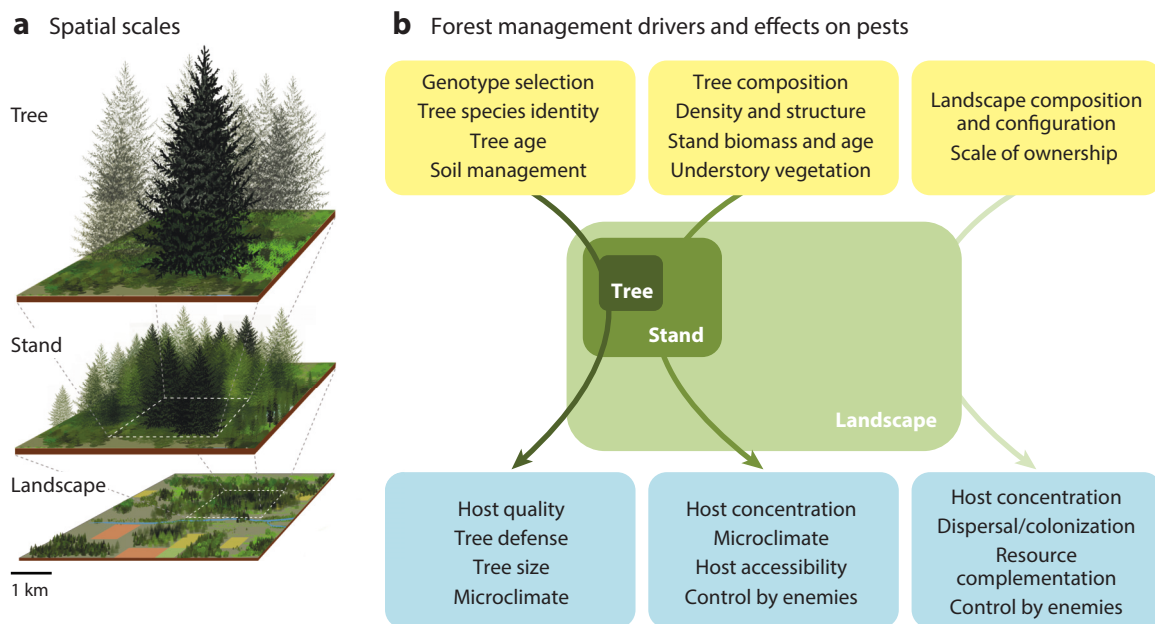 a Spatial scales
Tree
Stand
Landscape
1 km
b Forest management drivers and effects on pests
Genotype selection
Tree species identity
Tree age
Soil management
Tree composition
Density and structure
Stand biomass and age
Understory vegetation
Landscape composition
and configuration
Scale of ownership
Tree
Stand
Landscape
Host quality
Tree defense
Tree size
Microclimate
Host concentration
Microclimate
Host accessibility
Control by enemies
Host concentration
Dispersal/colonization
Resource
complementation
Control by enemies